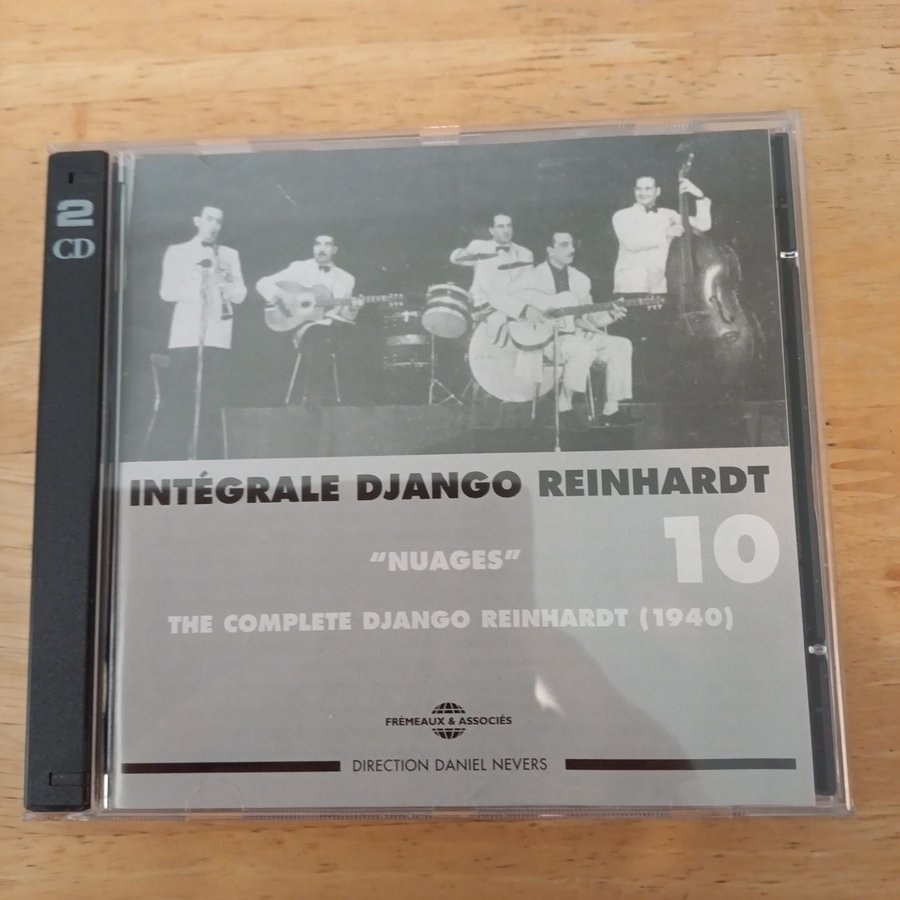 2
CD
INTÉGRALE DJANGO REINHARDT
10
"NUAGES"
THE COMPLETE DJANGO REINHARDT (1940)
FRÉMEAUX & ASSOCIÉS
DIRECTION DANIEL NEVERS